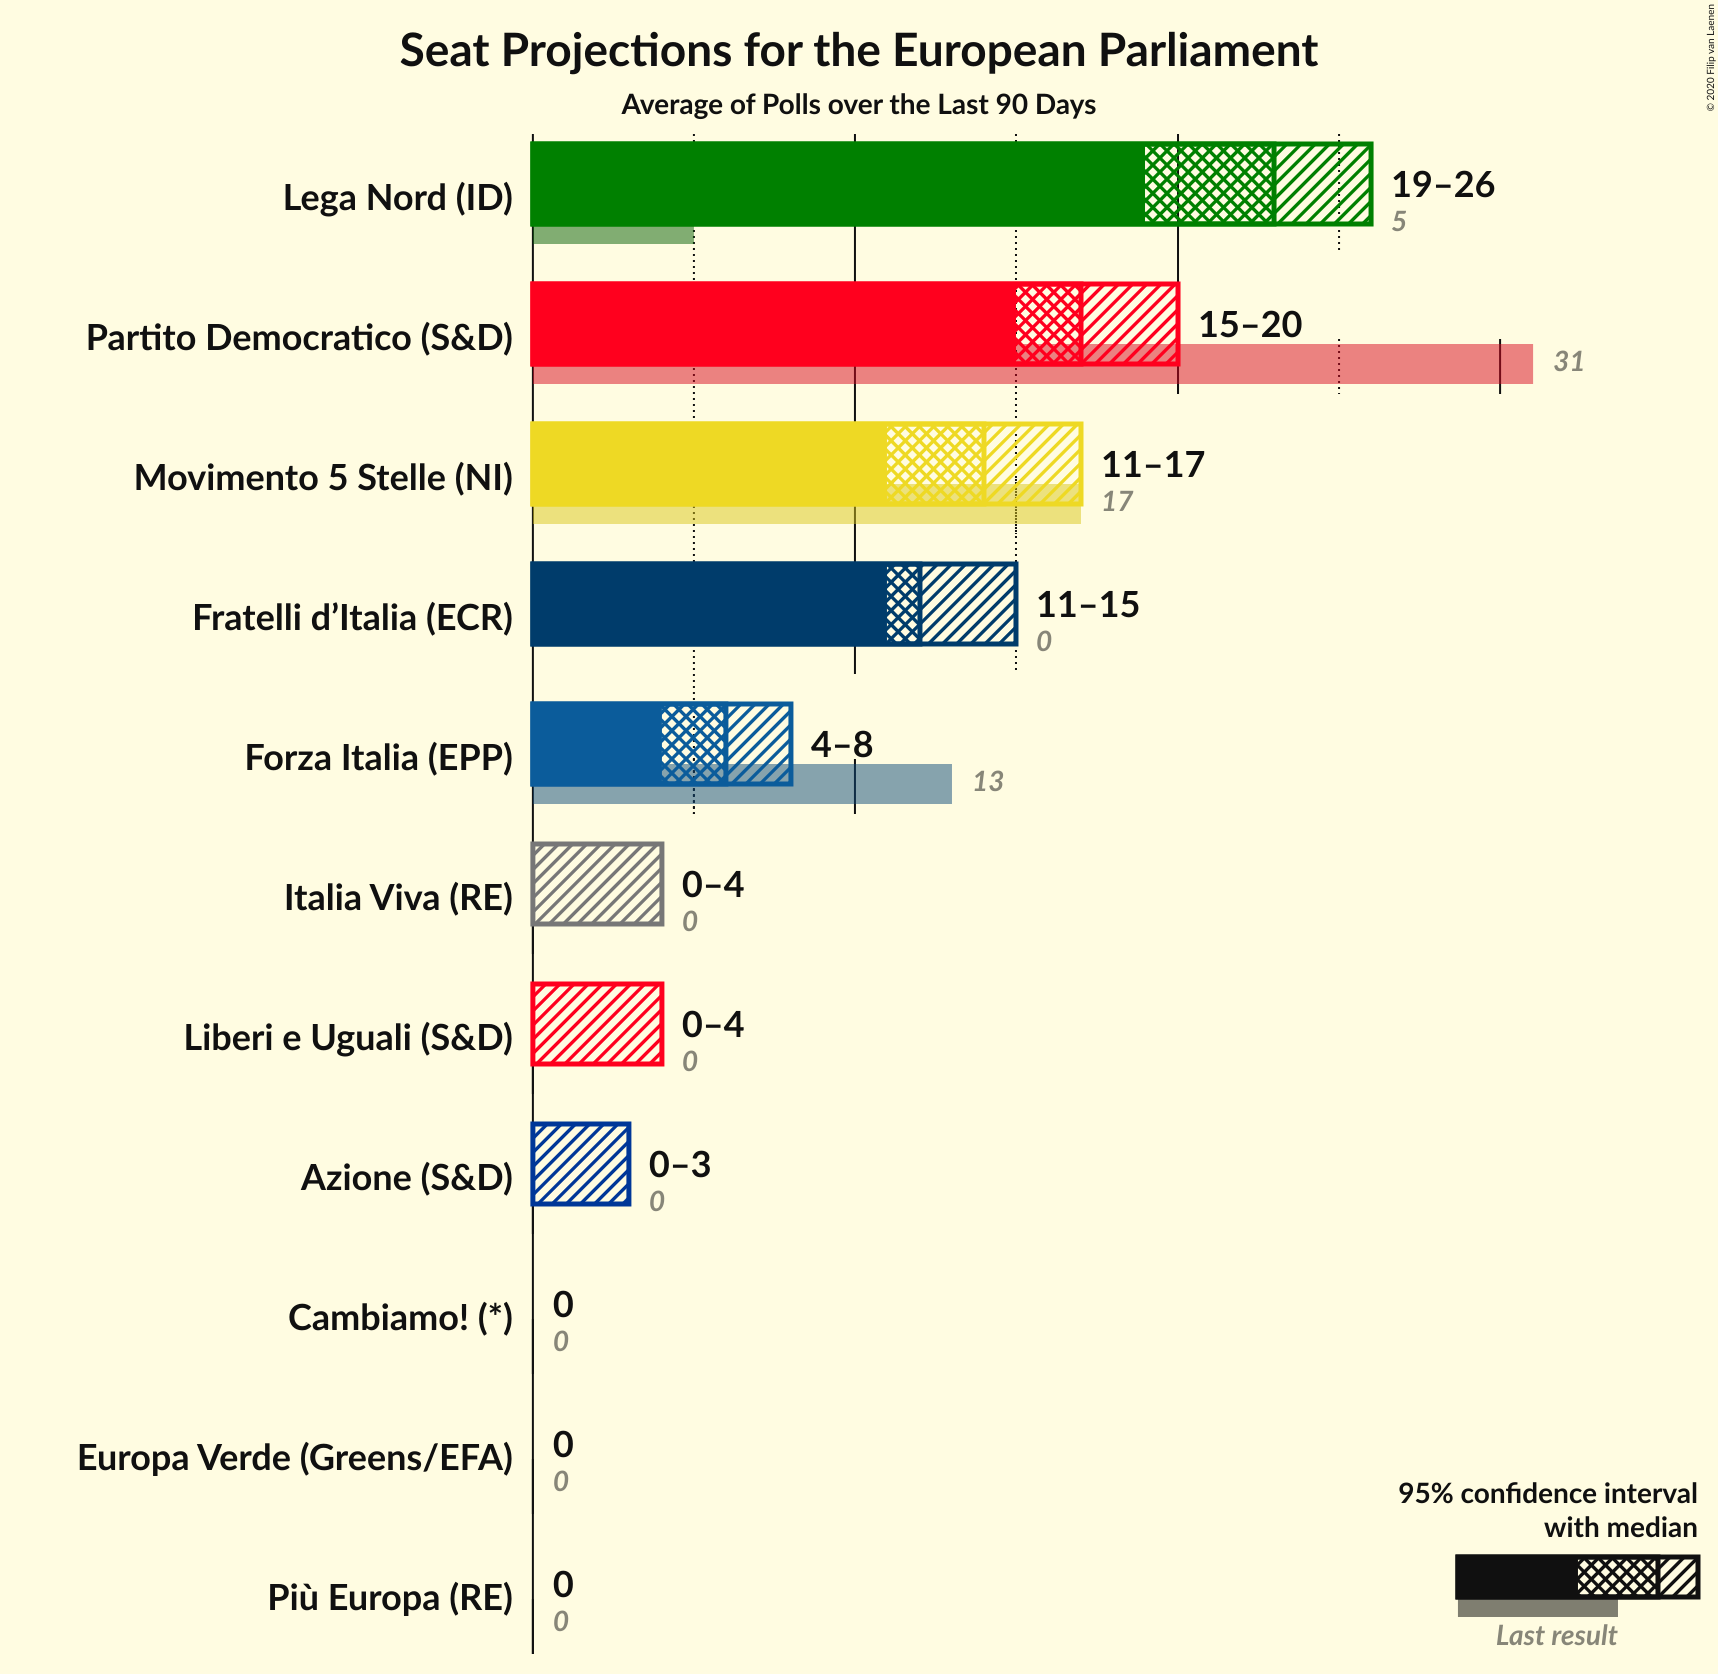 Seat Projections for the European Parliament
Average of Polls over the Last 90 Days
© 2020 Filip van Laenen
Lega Nord (ID)
19–26
5
Partito Democratico (S&D)
15–20
31
Movimento 5 Stelle (NI)
11–17
17
Fratelli d’Italia (ECR)
11–15
0
Forza Italia (EPP)
4–8
13
Italia Viva (RE)
0–4
0
Liberi e Uguali (S&D)
0–4
0
Azione (S&D)
0–3
0
Cambiamo! (*)
0
0
Europa Verde (Greens/EFA)
0
0
Più Europa (RE)
0
0
95% confidence interval
with median
Last result